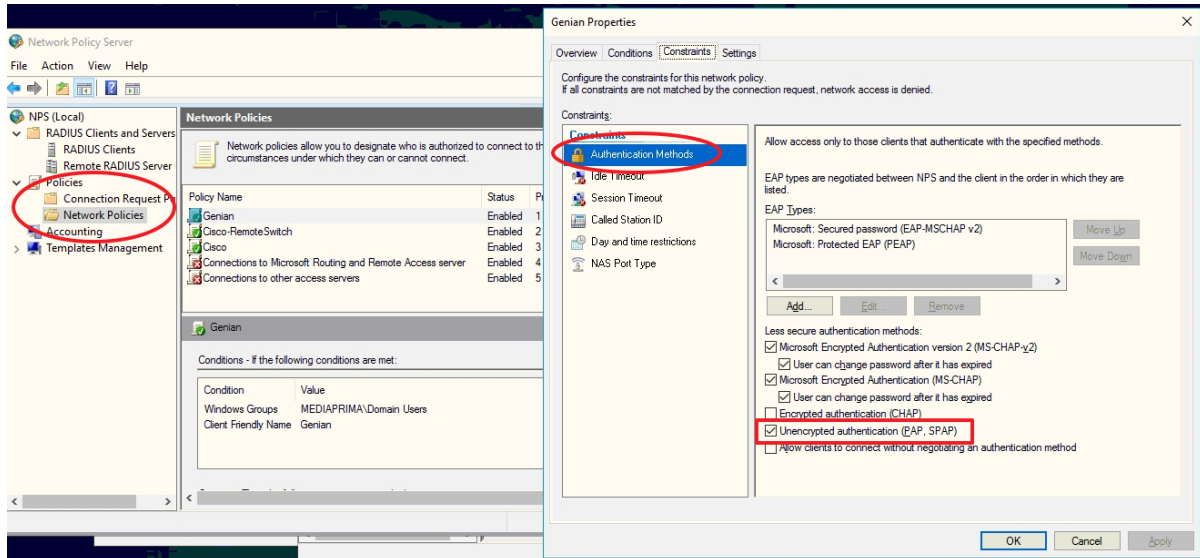 Network Policy Server
File Action View Help
NPS (Local)
RADIUS Clients and Servers
RADIUS Clients
Remote RADIUS Server
Policies
Connection Request
Network Policies
Accounting
Templates Management
Network Policies
Network policies allow you to designate who is authorized to connect to th
circumstances under which they can or cannot connect.
Policy Name Status P
Genian Enabled 1
Cisco-RemoteSwitch Enabled 2
Cisco Enabled 3
Connections to Microsoft Routing and Remote Access server Enabled 4
Connections to other access servers Enabled 5
Genian
Conditions - If the following conditions are met:
Condition Value
Windows Groups MEDIAPRIMA\Domain Users
Client Friendly Name Genian
Genian Properties
Overview Conditions Constraints Settings
Configure the constraints for this network policy.
If all constraints are not matched by the connection request, network access is denied.
Constraints:
Constraints
Authentication Methods
Idle Timeout
Session Timeout
Called Station ID
Day and time restrictions
NAS Port Type
Allow access only to those clients that authenticate with the specified methods.
EAP types are negotiated between NPS and the client in the order in which they are
listed.
EAP Types:
Microsoft: Secured password (EAP-MSCHAP v2)
Microsoft: Protected EAP (PEAP)
Move Up
Move Down
Add... Edit... Remove
Less secure authentication methods:
Microsoft Encrypted Authentication version 2 (MS-CHAP-v2)
User can change password after it has expired
Microsoft Encrypted Authentication (MS-CHAP)
User can change password after it has expired
Encrypted authentication (CHAP)
Unencrypted authentication (PAP, SPAP)
Allow clients to connect without negotiating an authentication method
OK Cancel Apply